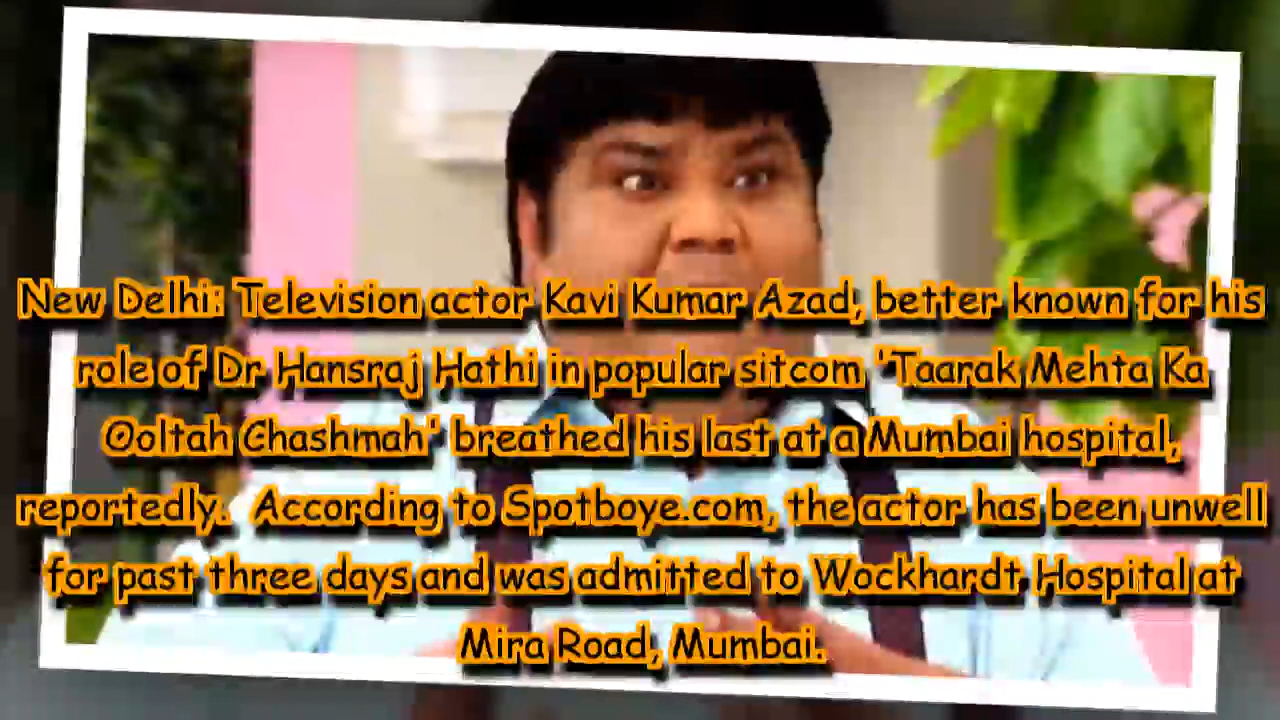 New Delhi: Television actor Kavi Kumar Azad, better known for his
role of Dr Hansraj Hathi in popular sitcom 'Taarak Mehta Ka
Ooltah Chashmah' breathed his last at a Mumbai hospital,
reportedly. According to Spotboye.com, the actor has been unwell
for past three days and was admitted to Wockhardt Hospital at
Mira Road, Mumbai.